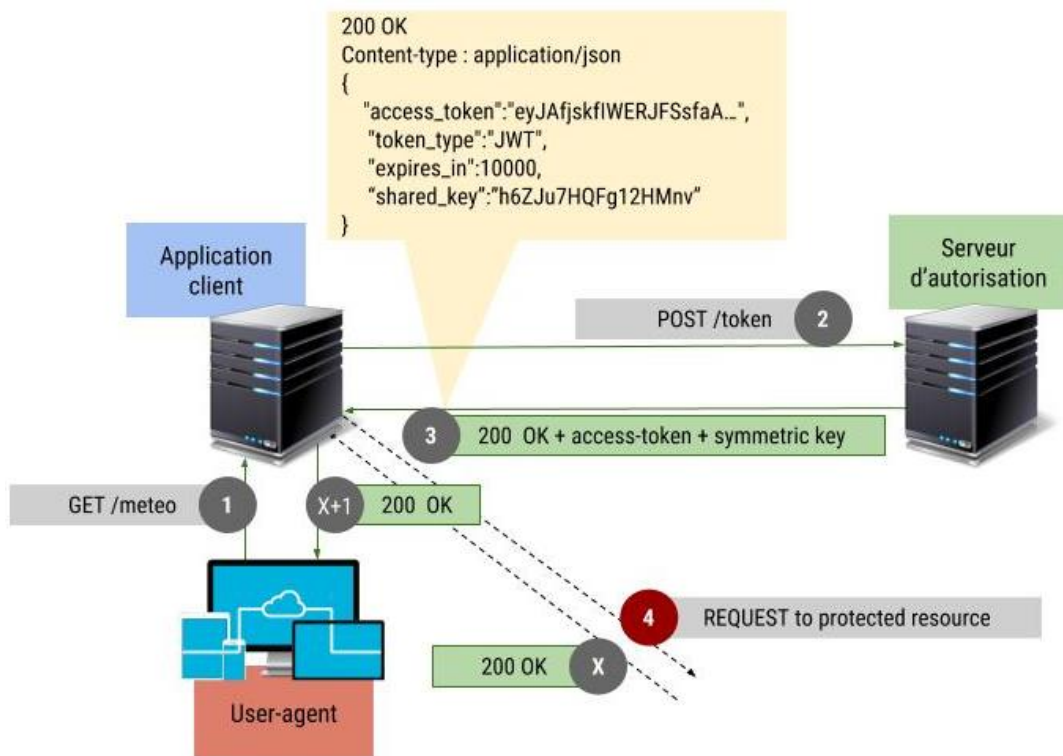 200 OK
Content-type : application/json
{
"access_token":"eyJAfjskflWERJFSsfaA…",
"token_type":"JWT",
"expires_in":10000,
“shared_key”:”h6ZJu7HQFg12HMnv”
}
Application
client
Serveur
d’autorisation
POST /token
2
3
200 OK + access-token + symmetric key
GET /meteo
1
X+1
200 OK
4
REQUEST to protected resource
200 OK
X
User-agent